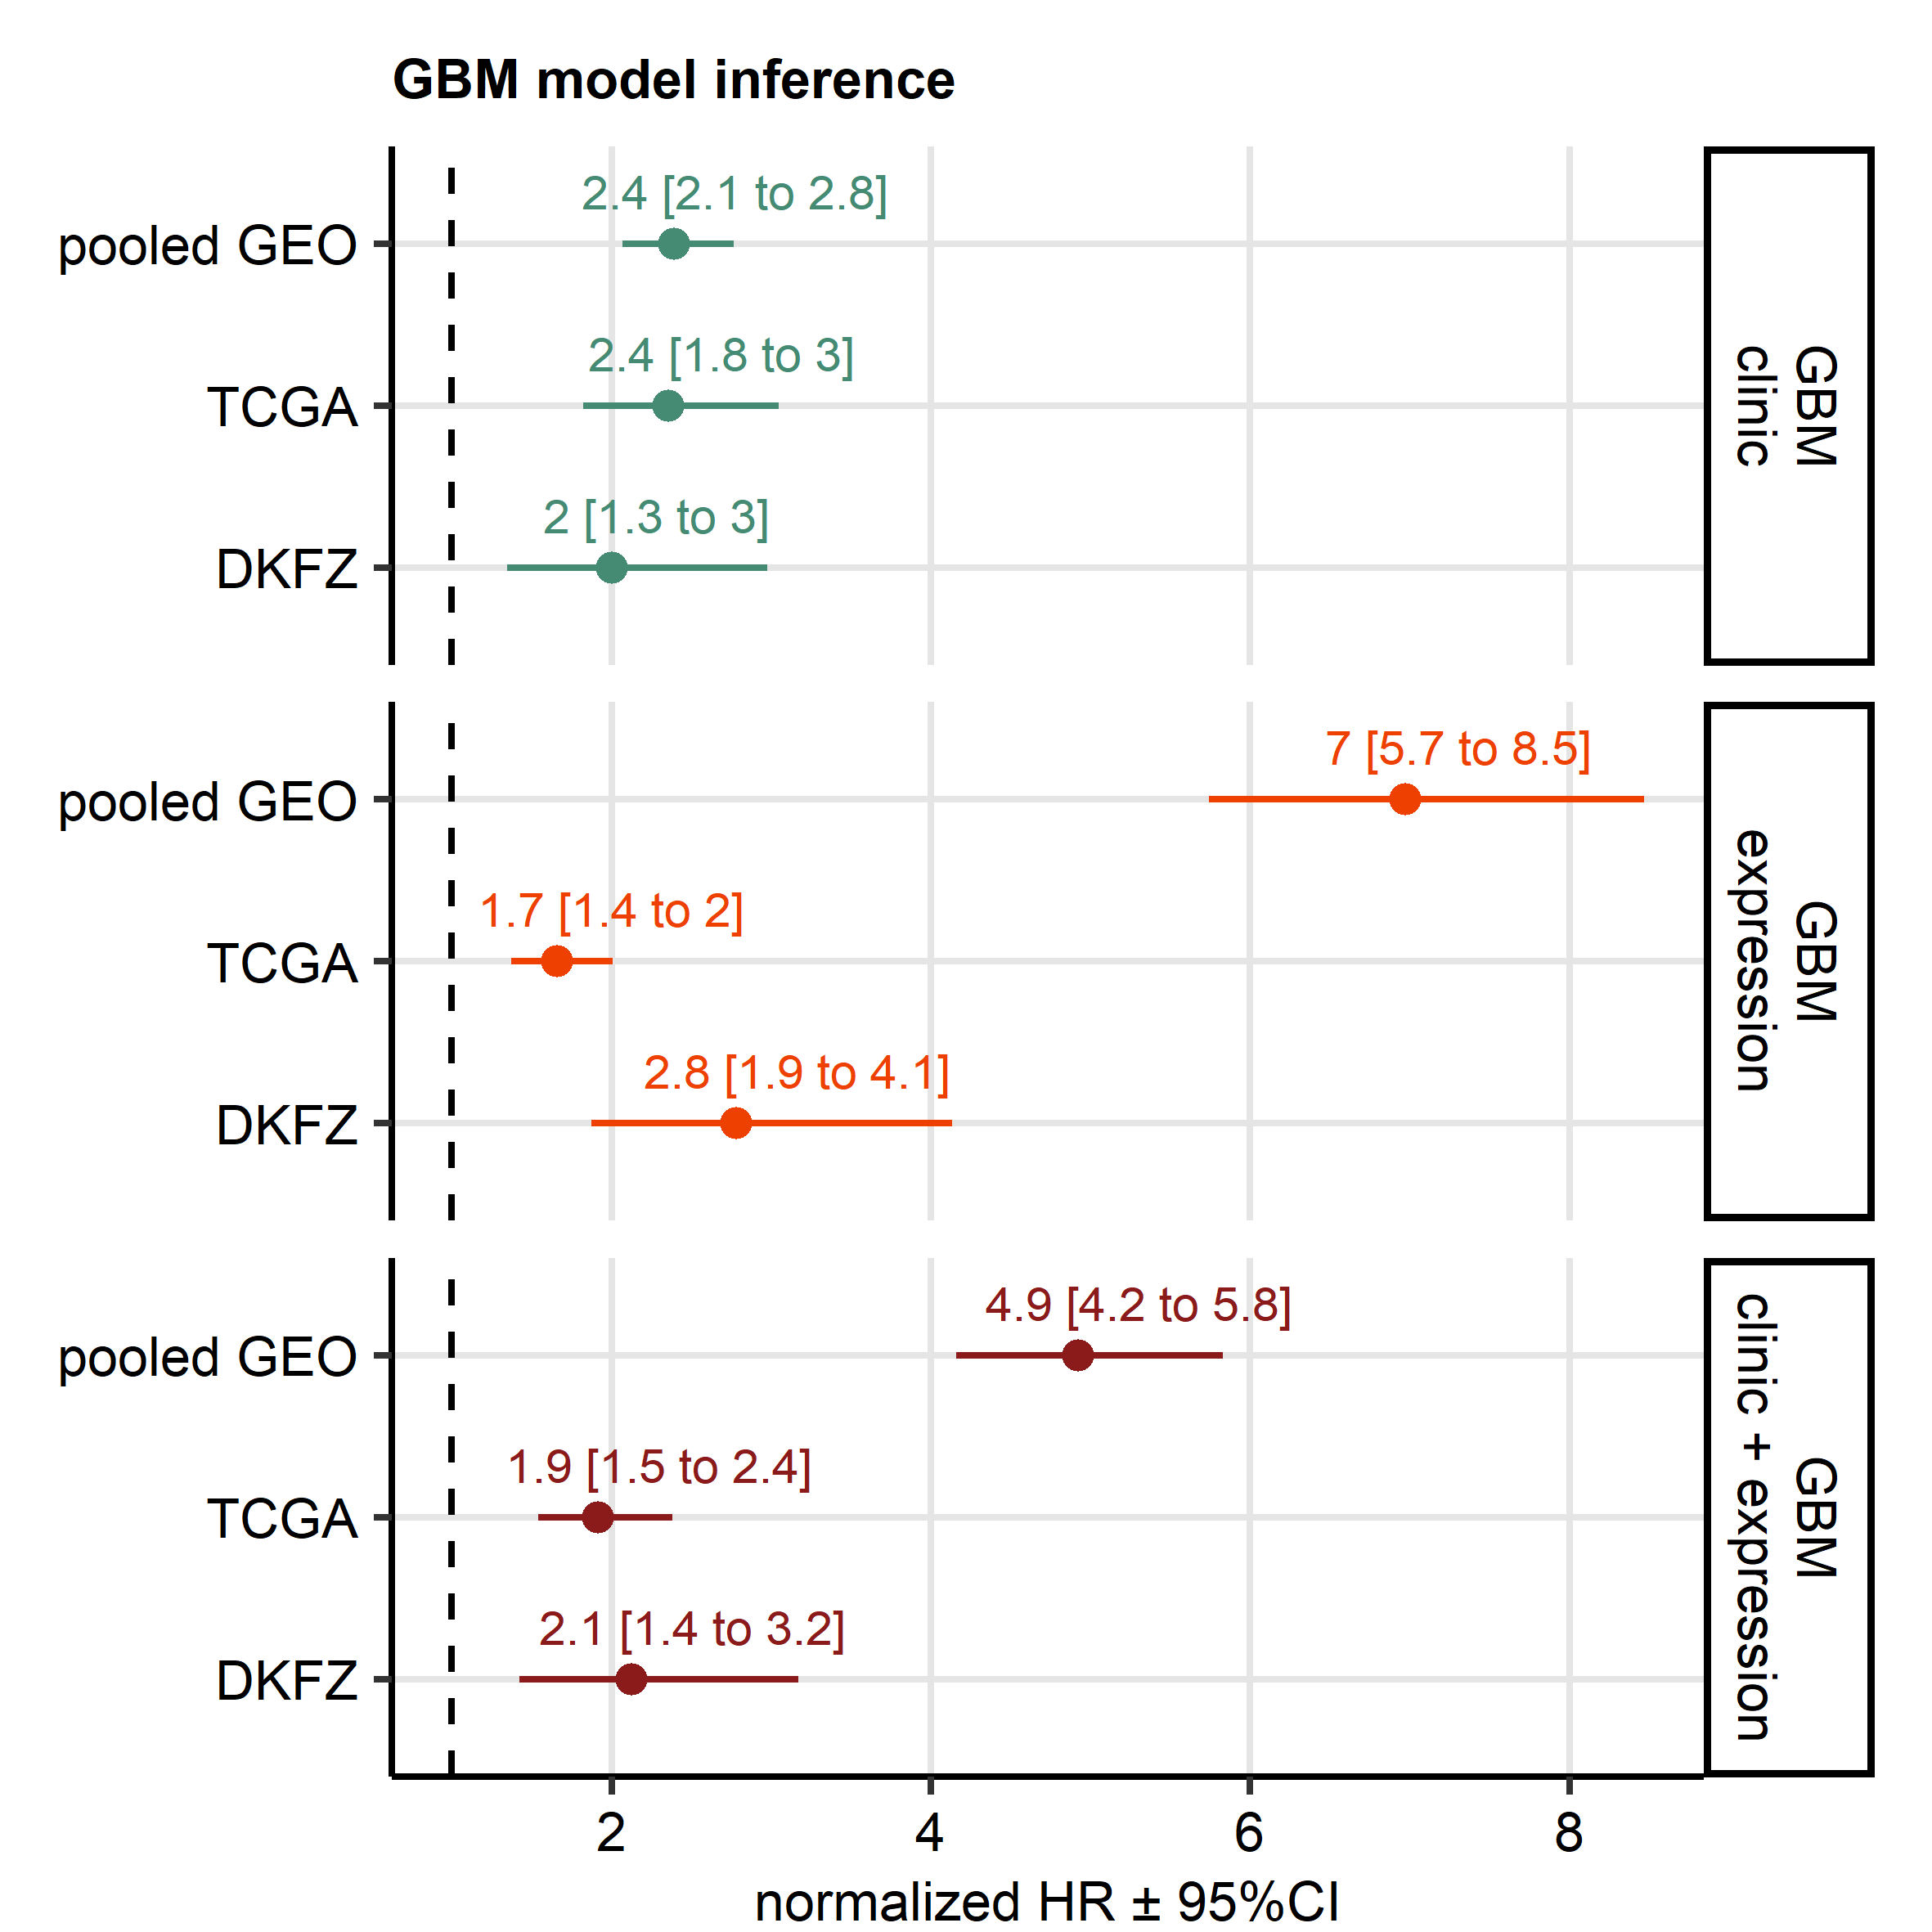 GBM model inference
pooled GEO
2.4 [2.1 to 2.8]
TCGA
2.4 [1.8 to 3]
DKFZ
2 [1.3 to 3]
GBM
clinic
pooled GEO
7 [5.7 to 8.5]
TCGA
1.7 [1.4 to 2]
DKFZ
2.8 [1.9 to 4.1]
GBM
expression
pooled GEO
4.9 [4.2 to 5.8]
TCGA
1.9 [1.5 to 2.4]
DKFZ
2.1 [1.4 to 3.2]
GBM
clinic + expression
2 4 6 8
normalized HR ± 95%CI